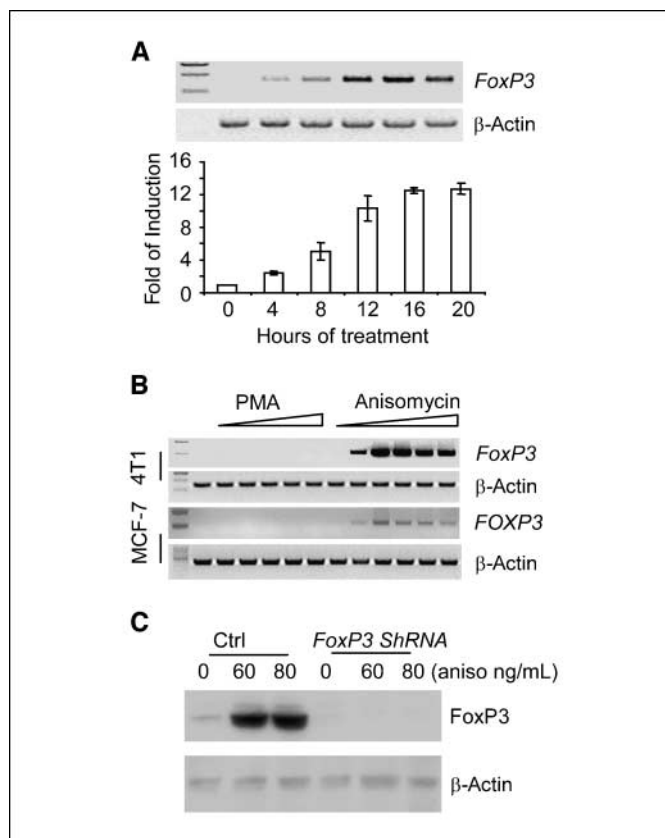 A
FoxP3
β-Actin
16
12
8
4
0
Fold of Induction
0 4 8 12 16 20
Hours of treatment
B
PMA Anisomycin
4T1
FoxP3
β-Actin
MCF-7
FOXP3
β-Actin
C
Ctrl FoxP3 ShRNA
0 60 80 0 60 80 (aniso ng/mL)
FoxP3
β-Actin